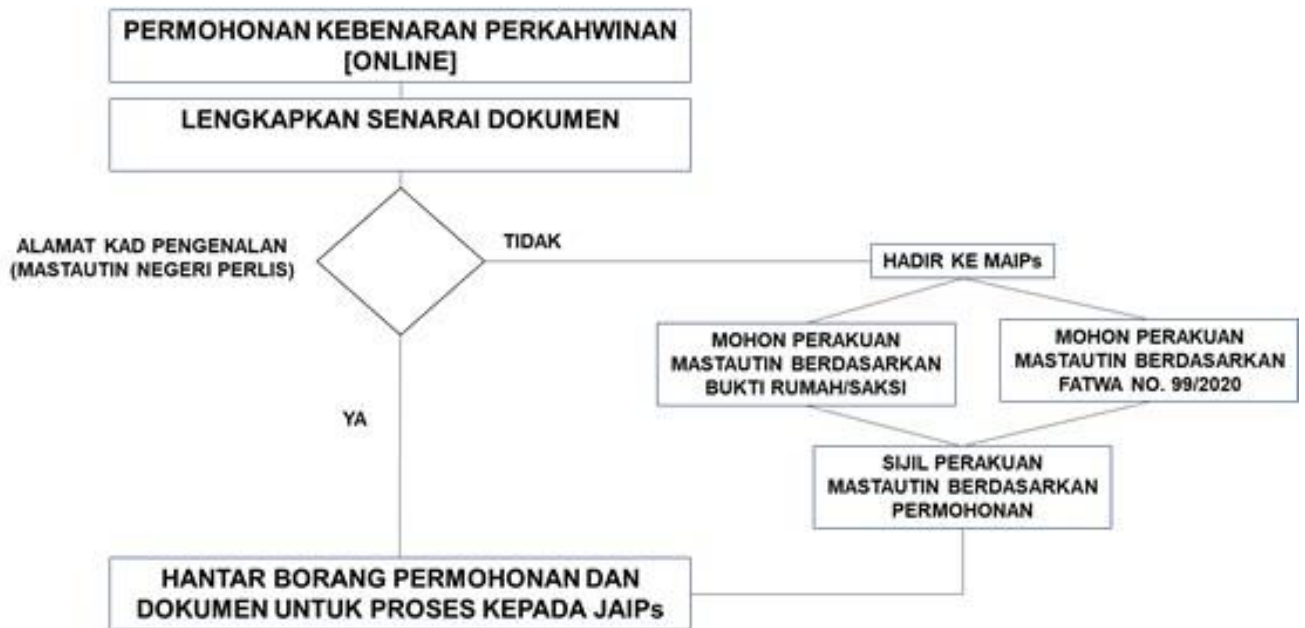 PERMOHONAN KEBENARAN PERKAHWINAN
[ONLINE]
LENGKAPKAN SENARAI DOKUMEN
ALAMAT KAD PENGENALAN
(MASTAUTIN NEGERI PERLIS)
TIDAK
HADIR KE MAIPs
MOHON PERAKUAN
MASTAUTIN BERDASARKAN
BUKTI RUMAH/SAKSI
MOHON PERAKUAN
MASTAUTIN BERDASARKAN
FATWA NO. 99/2020
YA
SIJIL PERAKUAN
MASTAUTIN BERDASARKAN
PERMOHONAN
HANTAR BORANG PERMOHONAN DAN
DOKUMEN UNTUK PROSES KEPADA JAIPs